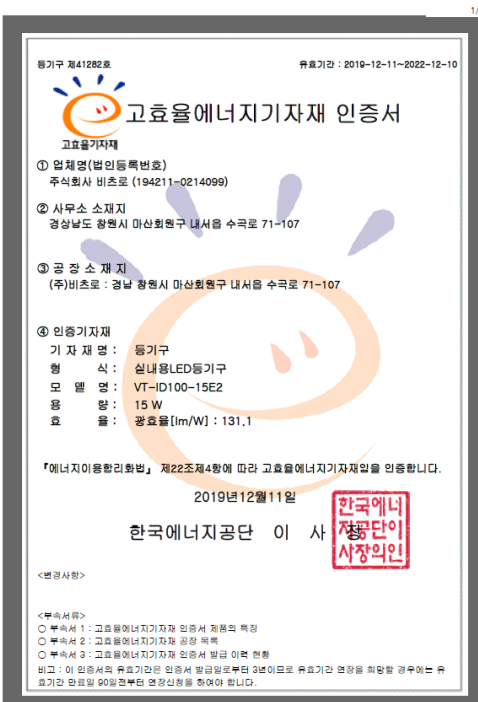 1/
등기구 제41282호
유효기간 : 2019-12-11~2022-12-10
고효율에너지기자재 인증서
고효율기자재
① 업체명(법인등록번호)
주식회사 비츠로 (194211-0214099)
② 사무소 소재지
경상남도 창원시 마산회원구 내서읍 수곡로 71-107
③ 공 장 소 재 지
(주)비츠로 : 경남 창원시 마산회원구 내서읍 수곡로 71-107
④ 인증기자재
기 자 재 명 : 등기구
형 식 : 실내용LED등기구
모 델 명 : VT-ID100-15E2
용 량 : 15 W
효 율 : 광효율[lm/W] : 131.1
『에너지이용합리화법』 제22조제4항에 따라 고효율에너지기자재임을 인증합니다.
2019년12월11일
한국에너지공단 이 사 장
한국에너
지공단이
사장의인
<변경사항>
<부속서류>
○ 부속서 1 : 고효율에너지기자재 인증서 제품의 특징
○ 부속서 2 : 고효율에너지기자재 공장 목록
○ 부속서 3 : 고효율에너지기자재 인증서 발급 이력 현황
비고 : 이 인증서의 유효기간은 인증서 발급일로부터 3년이므로 유효기간 연장을 희망할 경우에는 유
효기간 만료일 90일전부터 연장신청을 하여야 합니다.